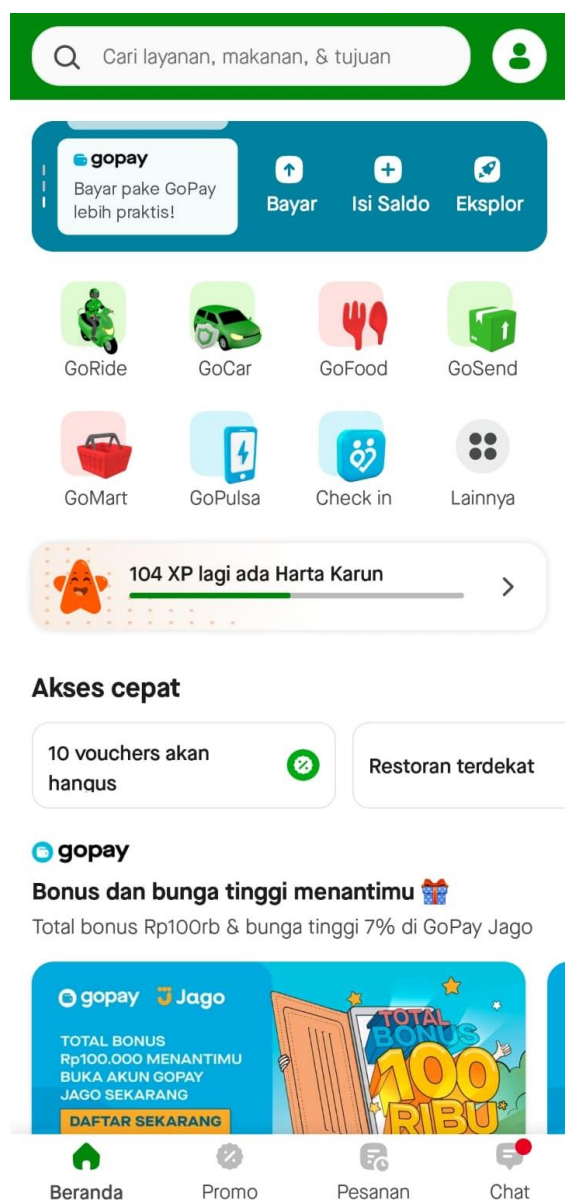 Cari layanan, makanan, & tujuan
gopay
Bayar pake GoPay
lebih praktis!
Bayar
Isi Saldo
Eksplor
GoRide
GoCar
GoFood
GoSend
GoMart
GoPulsa
Check in
Lainnya
104 XP lagi ada Harta Karun
Akses cepat
10 vouchers akan
hangus
Restoran terdekat
gopay
Bonus dan bunga tinggi menantimu
Total bonus Rp100rb & bunga tinggi 7% di GoPay Jago
gopay Jago
TOTAL BONUS
Rp100.000 MENANTIMU
BUKA AKUN GOPAY
JAGO SEKARANG
DAFTAR SEKARANG
TOTAL
BONUS
100
RIBU*
Beranda
Promo
Pesanan
Chat